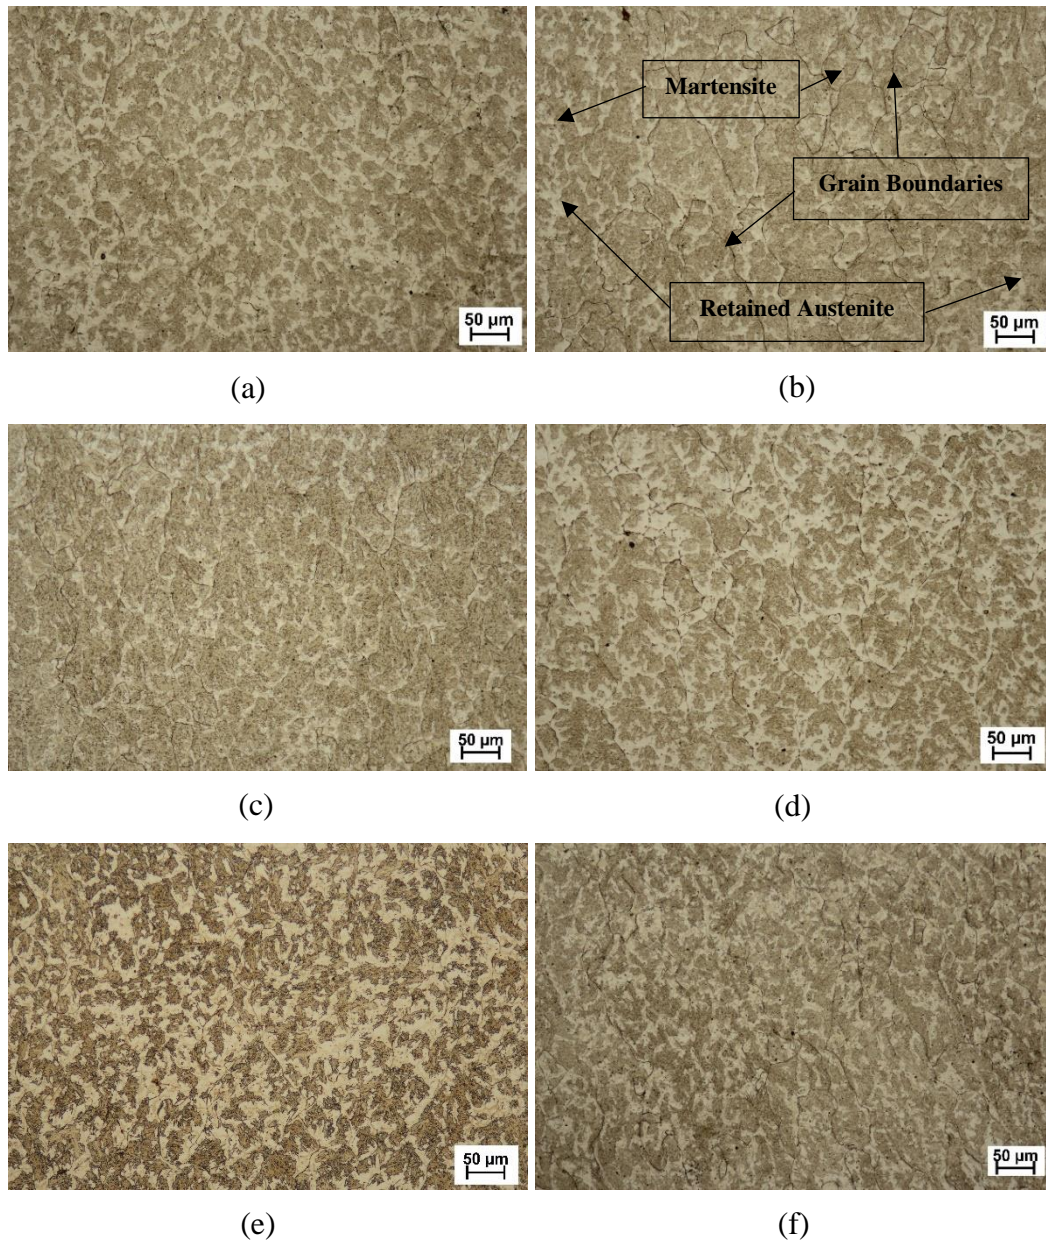 Martensite
Grain Boundaries
Retained Austenite
50 µm
50 µm
(a)
(b)
50 µm
50 µm
(c)
(d)
50 µm
50 µm
(e)
(f)